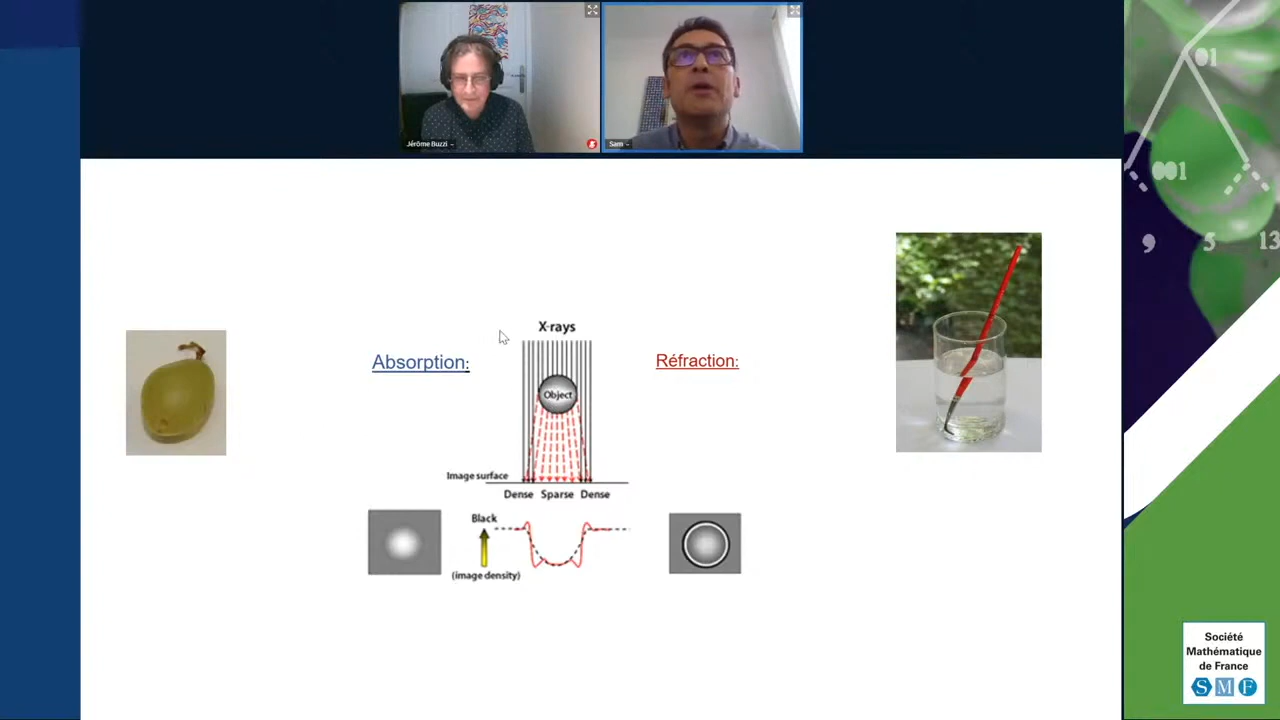 Jérôme Buzzi
Sam
01
001
9 5 13
X-rays
Absorption:
Réfraction:
Object
Image surface
Dense Sparse Dense
Black
(image density)
Société
Mathématique
de France
S M F